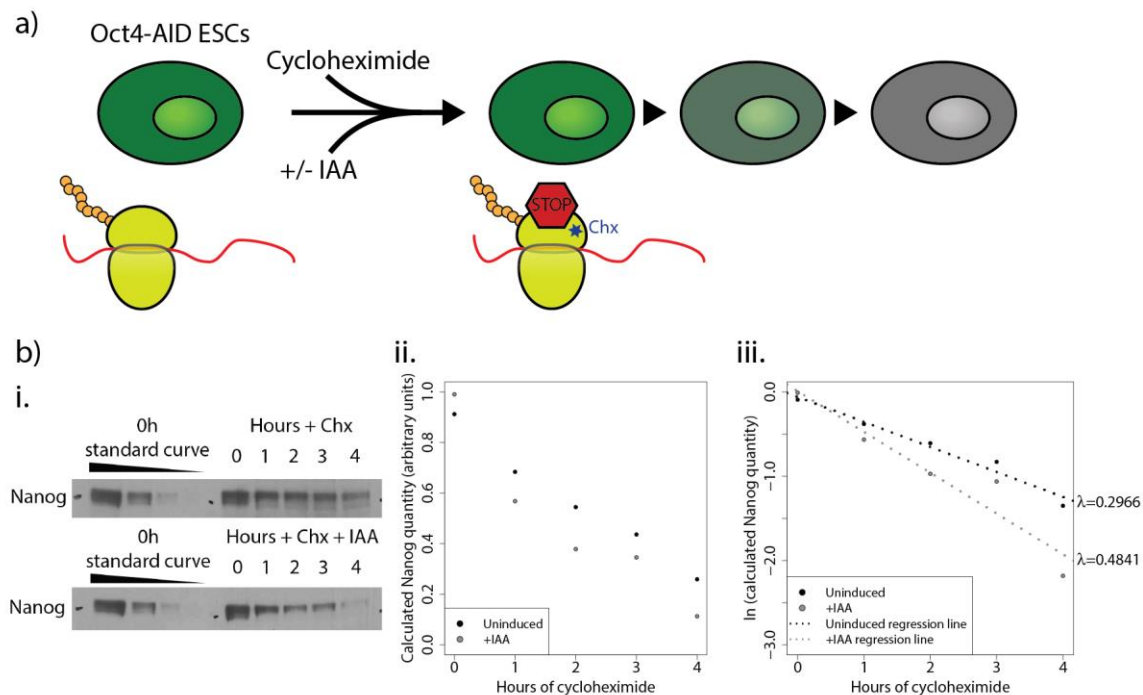 a)
Oct4-AID ESCs
Cycloheximide
+/- IAA
STOP
Chx
b)
i.
0h
standard curve
Hours + Chx
0 1 2 3 4
Nanog
0h
standard curve
Hours + Chx + IAA
0 1 2 3 4
Nanog
ii.
Calculated Nanog quantity (arbitrary units)
1.0
0.8
0.6
0.4
0.2
0.0
Uninduced
+IAA
0 1 2 3 4
Hours of cycloheximide
iii.
ln (calculated Nanog quantity)
0.0
-1.0
-2.0
-3.0
λ=0.2966
λ=0.4841
Uninduced
+IAA
Uninduced regression line
+IAA regression line
0 1 2 3 4
Hours of cycloheximide